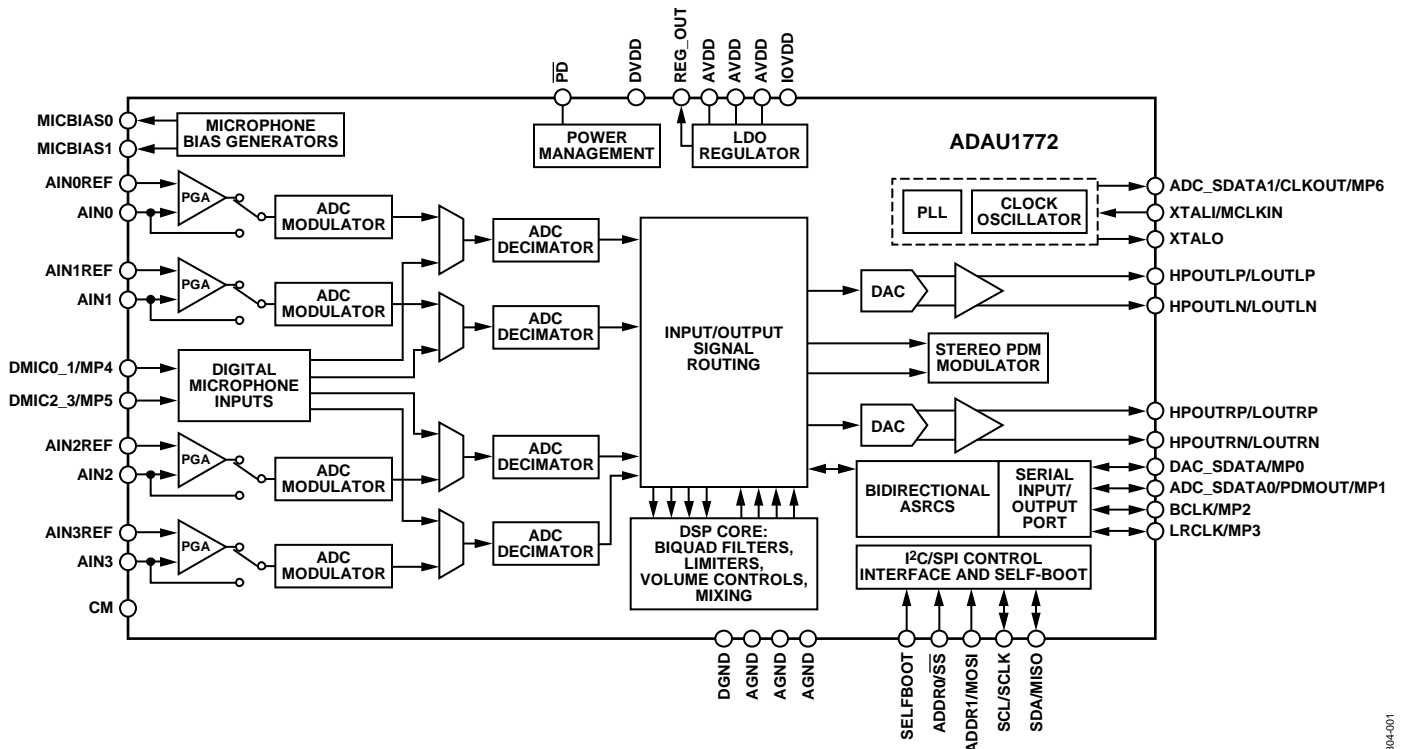 PD
DVDD
REG_OUT
AVDD
AVDD
AVDD
IOVDD
ADAU1772
MICBIAS0
MICBIAS1
MICROPHONE
BIAS GENERATORS
POWER
MANAGEMENT
LDO
REGULATOR
PLL
CLOCK
OSCILLATOR
ADC_SDATA1/CLKOUT/MP6
XTALI/MCLKIN
XTALO
AIN0REF
AIN0
PGA
ADC
MODULATOR
ADC
DECIMATOR
AIN1REF
AIN1
PGA
ADC
MODULATOR
ADC
DECIMATOR
INPUT/OUTPUT
SIGNAL
ROUTING
DAC
HPOUTLP/LOUTLP
HPOUTLN/LOUTLN
STEREO PDM
MODULATOR
DMIC0_1/MP4
DMIC2_3/MP5
DIGITAL
MICROPHONE
INPUTS
AIN2REF
AIN2
PGA
ADC
MODULATOR
ADC
DECIMATOR
DAC
HPOUTRP/LOUTRP
HPOUTRN/LOUTRN
DAC_SDATA/MP0
ADC_SDATA0/PDMOUT/MP1
BCLK/MP2
LRCLK/MP3
BIDIRECTIONAL
ASRCS
SERIAL
INPUT/
OUTPUT
PORT
AIN3REF
AIN3
PGA
ADC
MODULATOR
ADC
DECIMATOR
DSP CORE:
BIQUAD FILTERS,
LIMITERS,
VOLUME CONTROLS,
MIXING
I2C/SPI CONTROL
INTERFACE AND SELF-BOOT
CM
DGND
AGND
AGND
AGND
SELFBOOT
ADDR0/SS
ADDR1/MOSI
SCL/SCLK
SDA/MISO